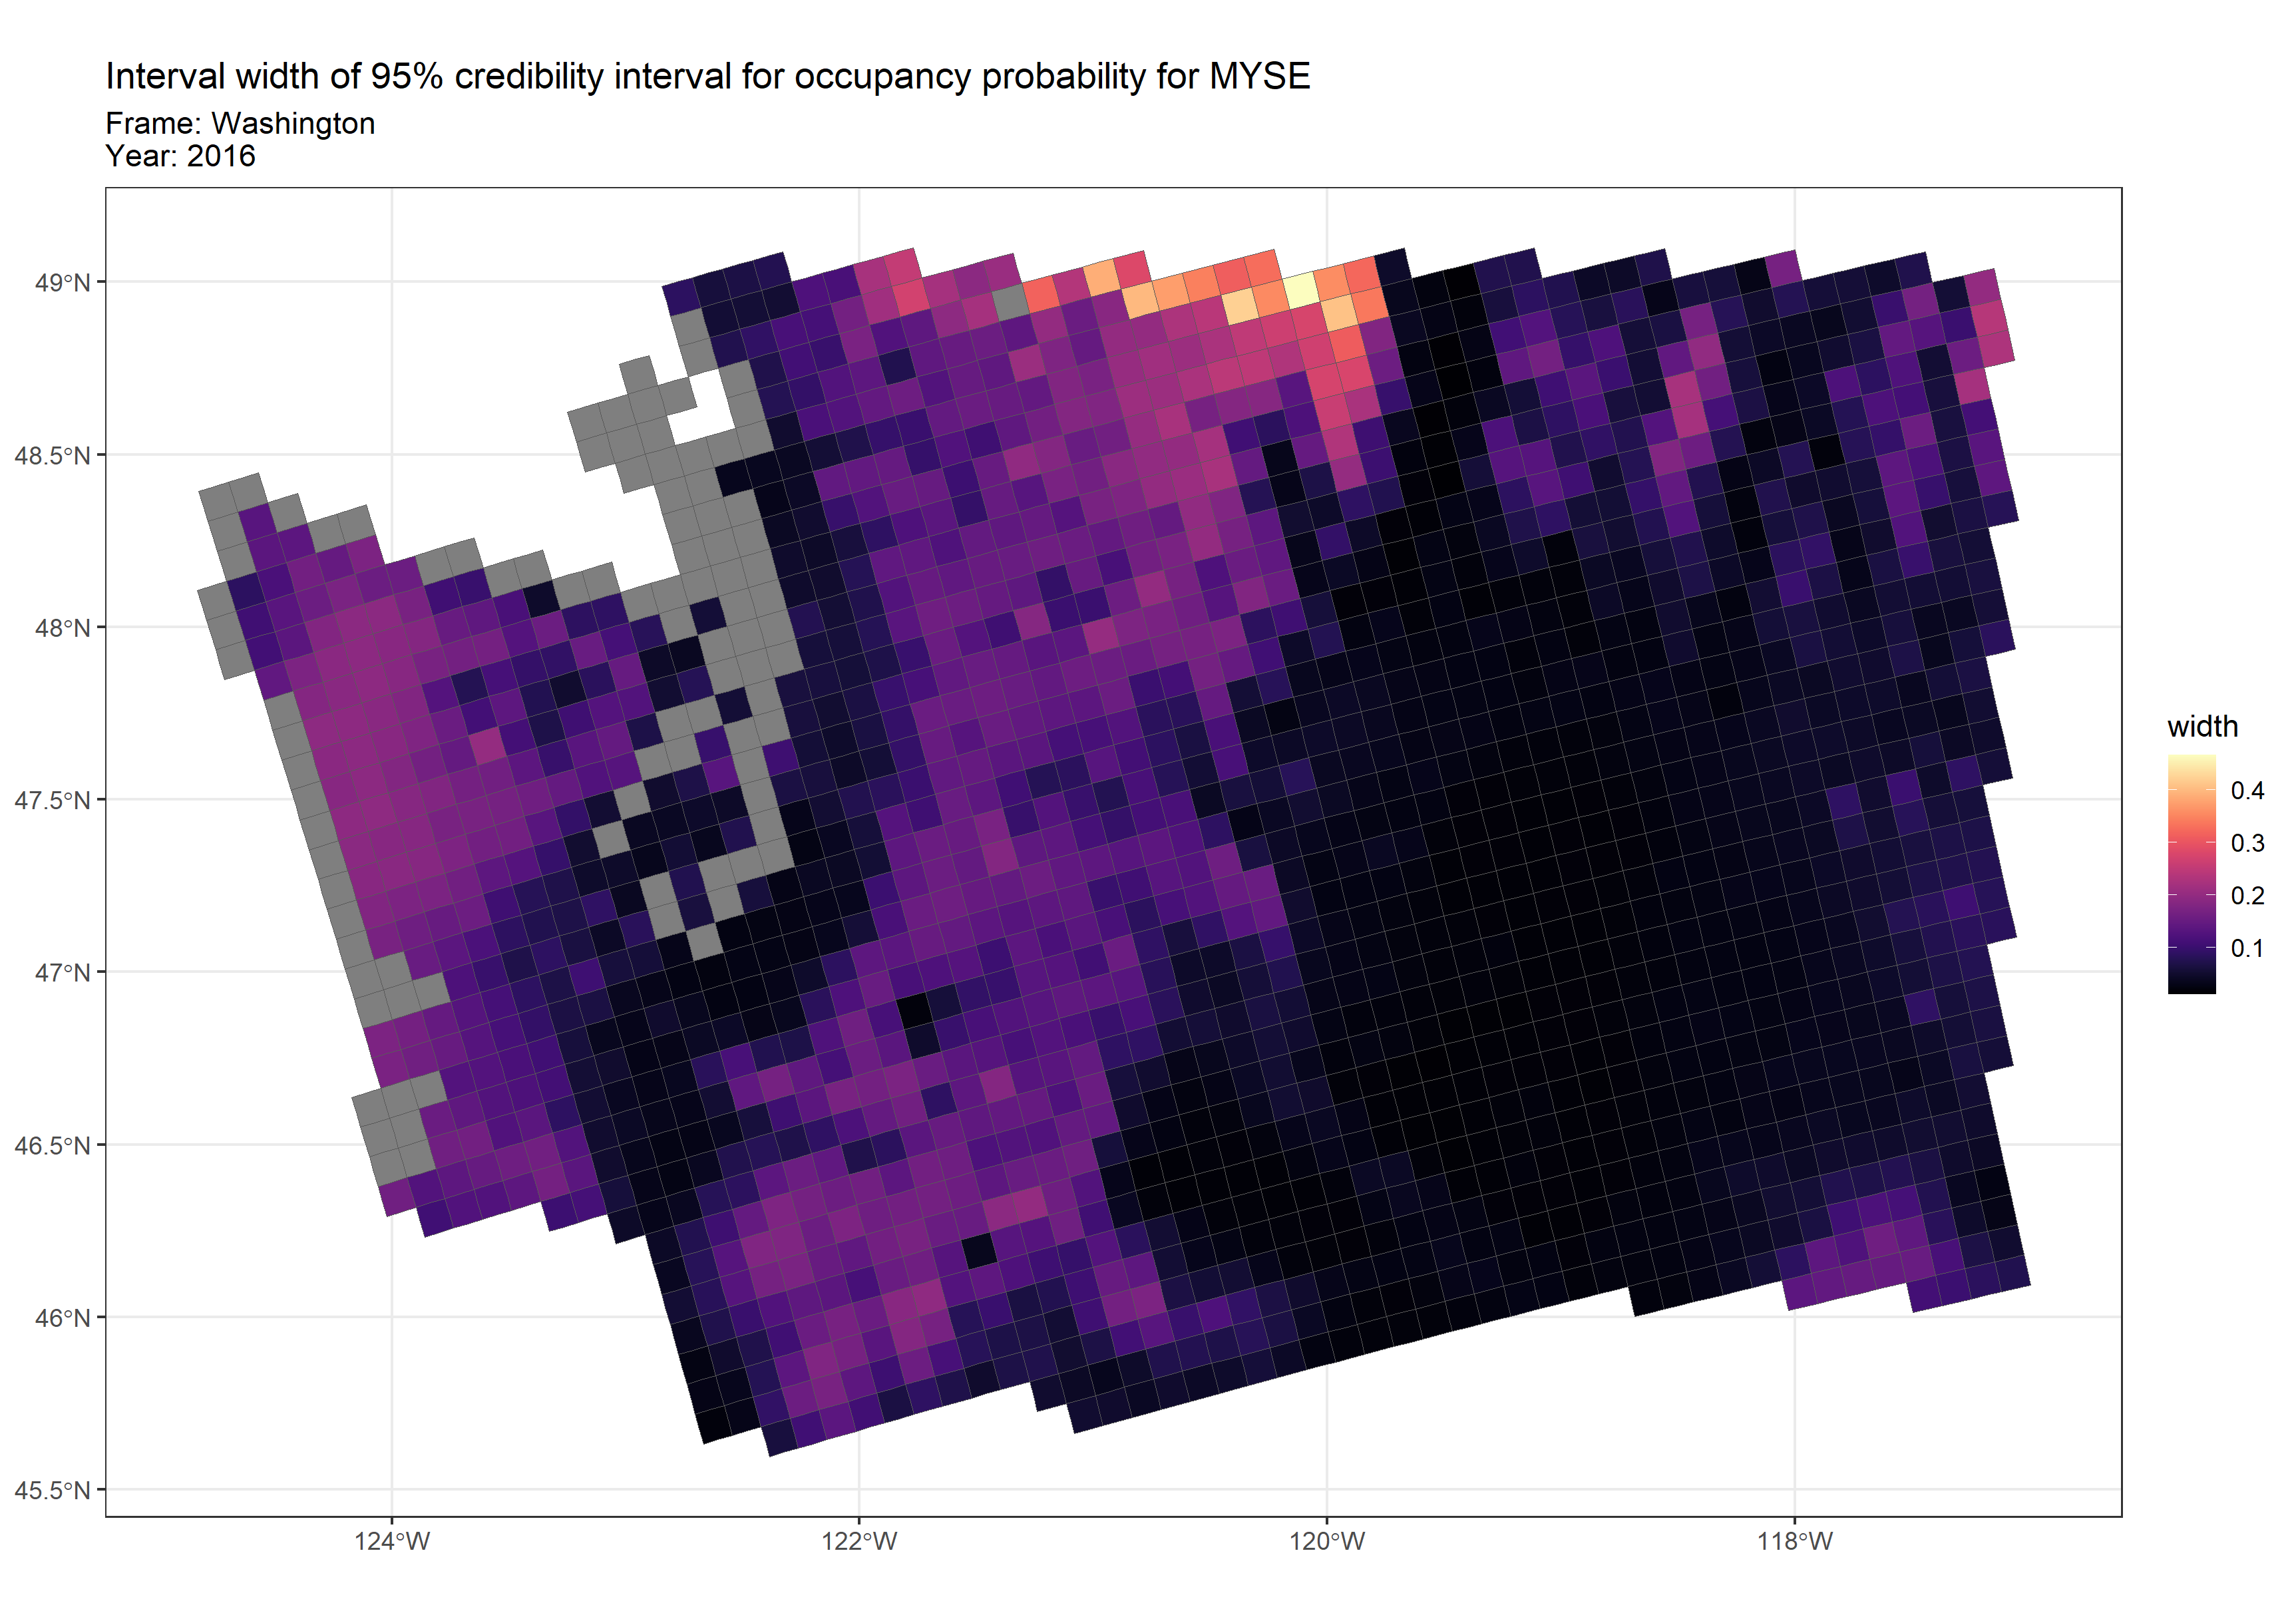 Interval width of 95% credibility interval for occupancy probability for MYSE
Frame: Washington
Year: 2016
49°N
48.5°N
48°N
47.5°N
47°N
46.5°N
46°N
45.5°N
124°W
122°W
120°W
118°W
width
0.4
0.3
0.2
0.1